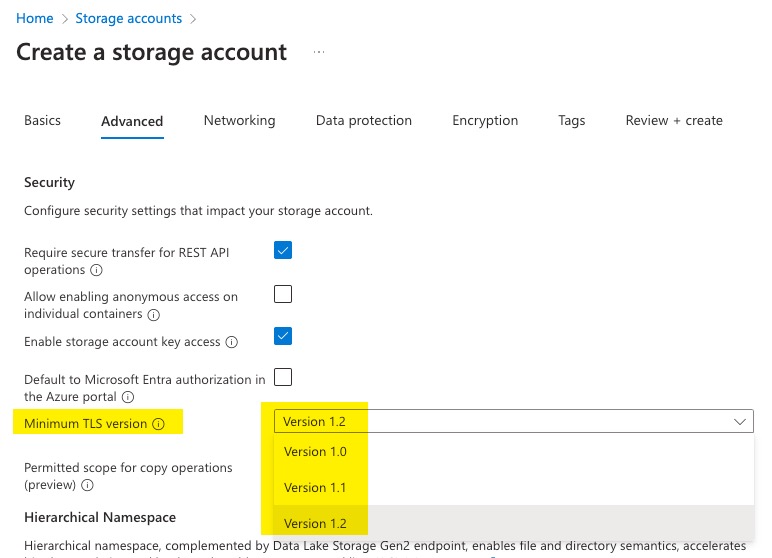 Home > Storage accounts >
Create a storage account ...
Basics Advanced Networking Data protection Encryption Tags Review + create
Security
Configure security settings that impact your storage account.
Require secure transfer for REST API
operations
Allow enabling anonymous access on
individual containers
Enable storage account key access
Default to Microsoft Entra authorization in
the Azure portal
Minimum TLS version
Version 1.2
Version 1.0
Version 1.1
Version 1.2
Permitted scope for copy operations
(preview)
Hierarchical Namespace
Hierarchical namespace, complemented by Data Lake Storage Gen2 endpoint, enables file and directory semantics, accelerates